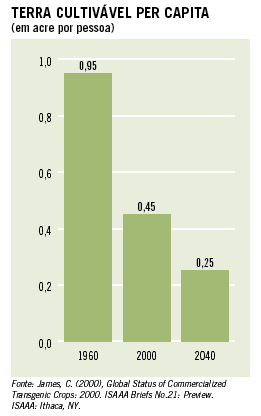 TERRA CULTIVÁVEL PER CAPITA
(em acre por pessoa)
1,0
0,95
0,8
0,6
0,45
0,4
0,25
0,2
0,0
1960 2000 2040
Fonte: James, C. (2000), Global Status of Commercialized
Transgenic Crops: 2000. ISAAA Briefs No.21: Preview.
ISAAA: Ithaca, NY.